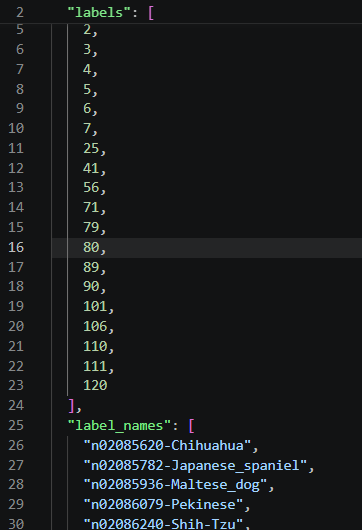 2 "labels": [
5 2,
6 3,
7 4,
8 5,
9 6,
10 7,
11 25,
12 41,
13 56,
14 71,
15 79,
16 80,
17 89,
18 90,
19 101,
20 106,
21 110,
22 111,
23 120
24 ],
25 "label_names": [
26 "n02085620-Chihuahua",
27 "n02085782-Japanese_spaniel",
28 "n02085936-Maltese_dog",
29 "n02086079-Pekinese",
30 "n02086240-Shih-Tzu",